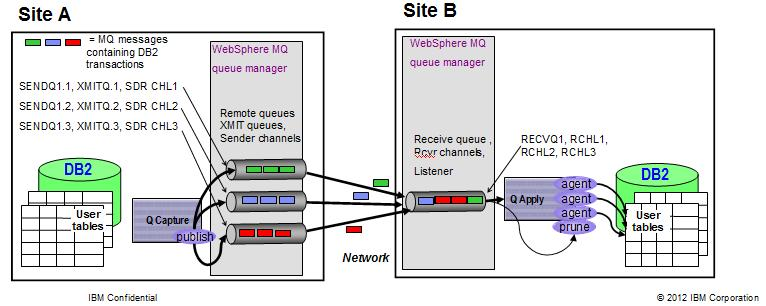 Site A
Site B
= MQ messages
containing DB2
transactions
WebSphere MQ
queue manager
SENDQ1.1, XMITQ.1, SDR CHL1
SENDQ1.2, XMITQ.2, SDR CHL2
SENDQ1.3, XMITQ.3, SDR CHL3
Remote queues
XMIT queues,
Sender channels
DB2
User
tables
Q Capture
publish
Network
WebSphere MQ
queue manager
Receive queue ,
Rcvr channels,
Listener
RECVQ1, RCHL1,
RCHL2, RCHL3
Q Apply
agent
agent
agent
prune
DB2
User
tables
IBM Confidential
© 2012 IBM Corporation